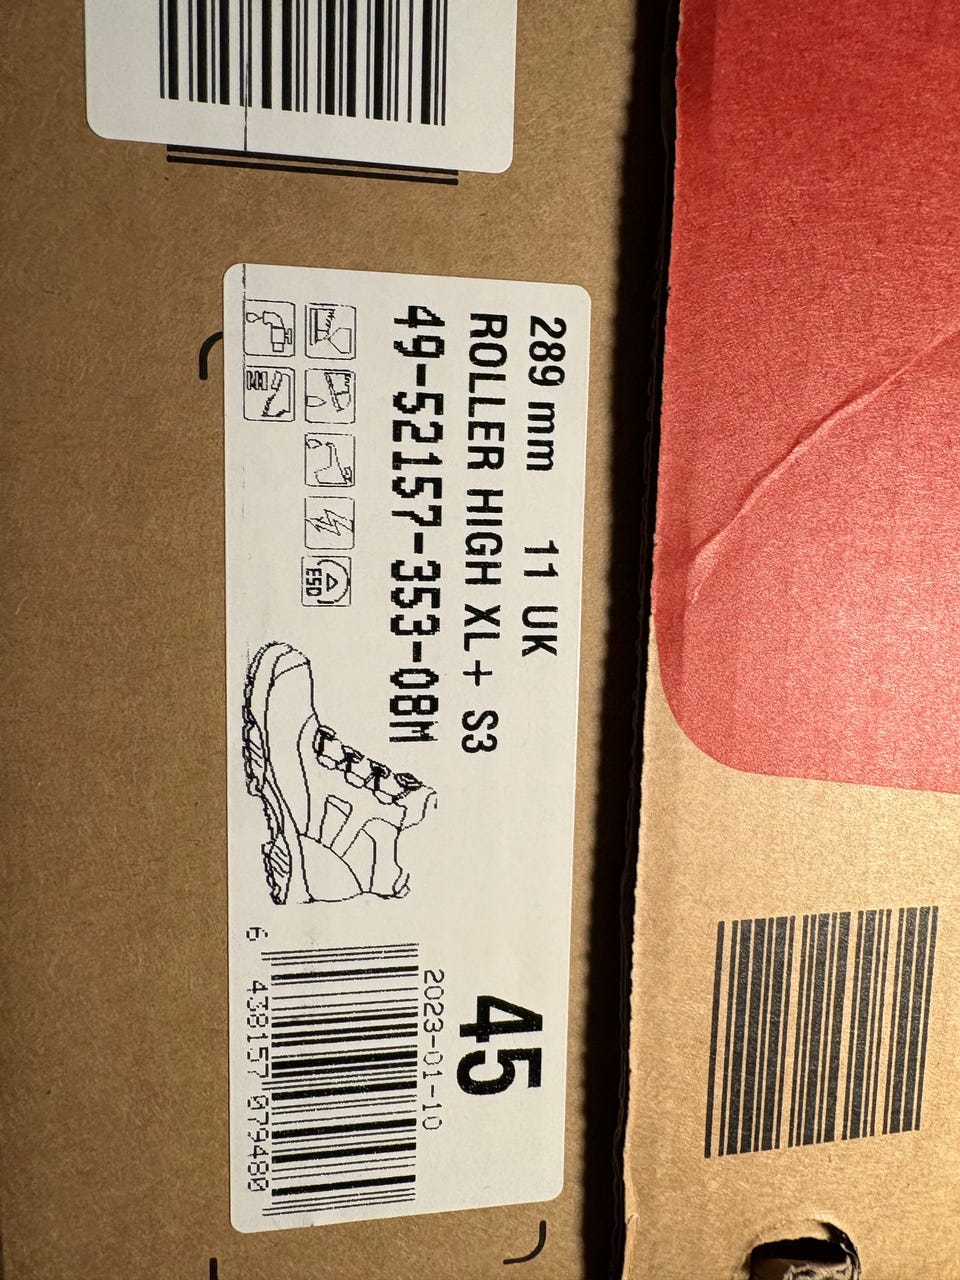 289 mm 11 UK
ROLLER HIGH XL+ S3
45
49-52157-353-08M
2023-01-10
ESD
6 438157 079480